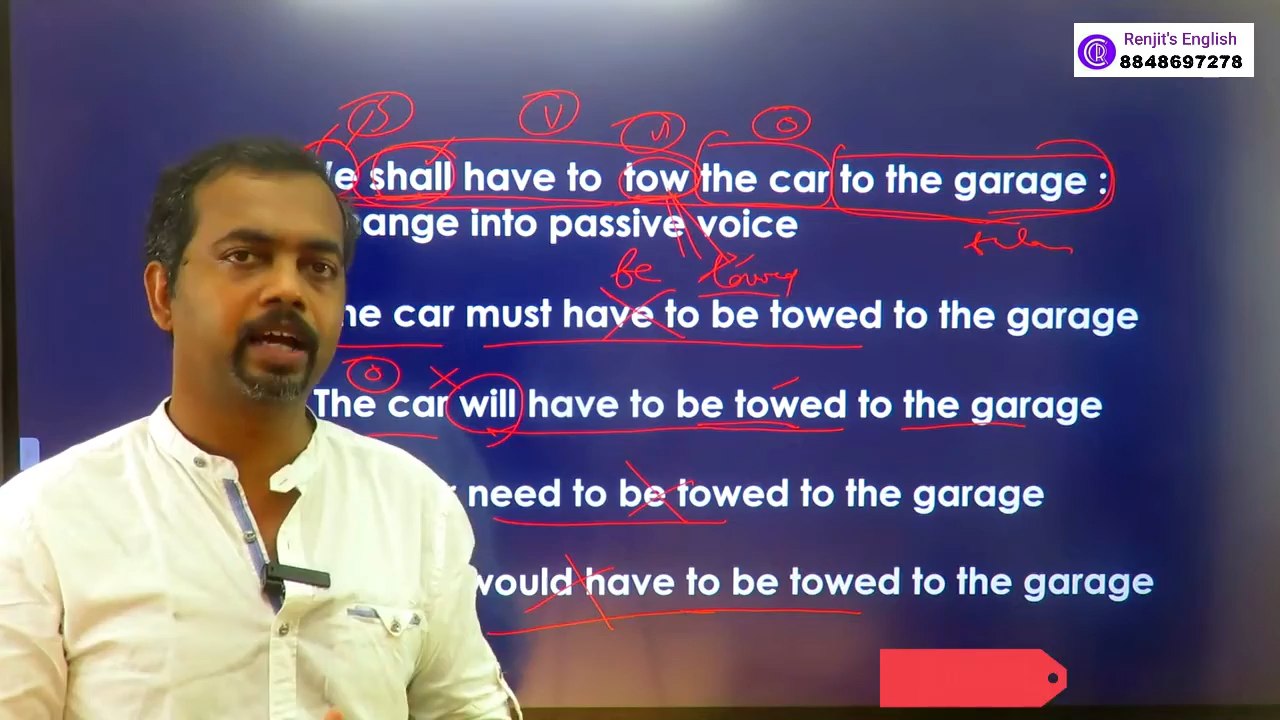 Renjit's English
8848697278
B V V1 O
shall have to tow the car to the garage :
into passive voice
be towed
car must have to be towed to the garage
O
The car will have to be towed to the garage
need to be towed to the garage
would have to be towed to the garage